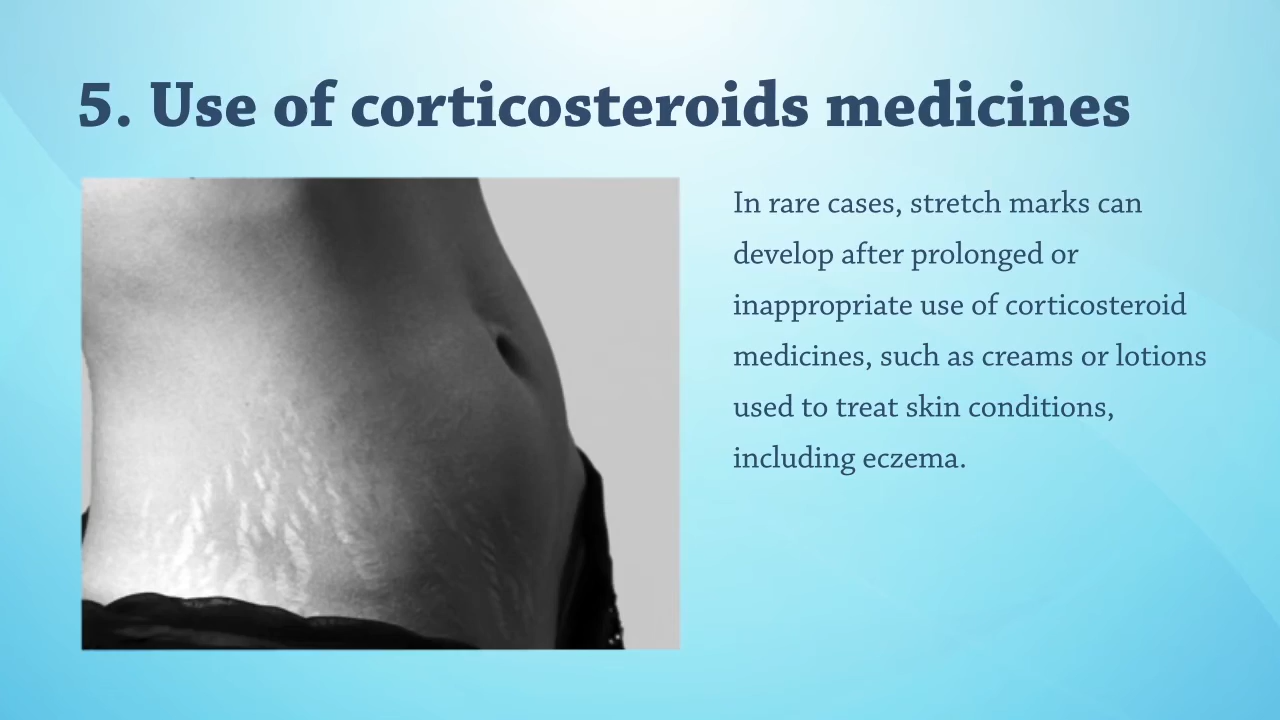 5. Use of corticosteroids medicines
In rare cases, stretch marks can
develop after prolonged or
inappropriate use of corticosteroid
medicines, such as creams or lotions
used to treat skin conditions,
including eczema.